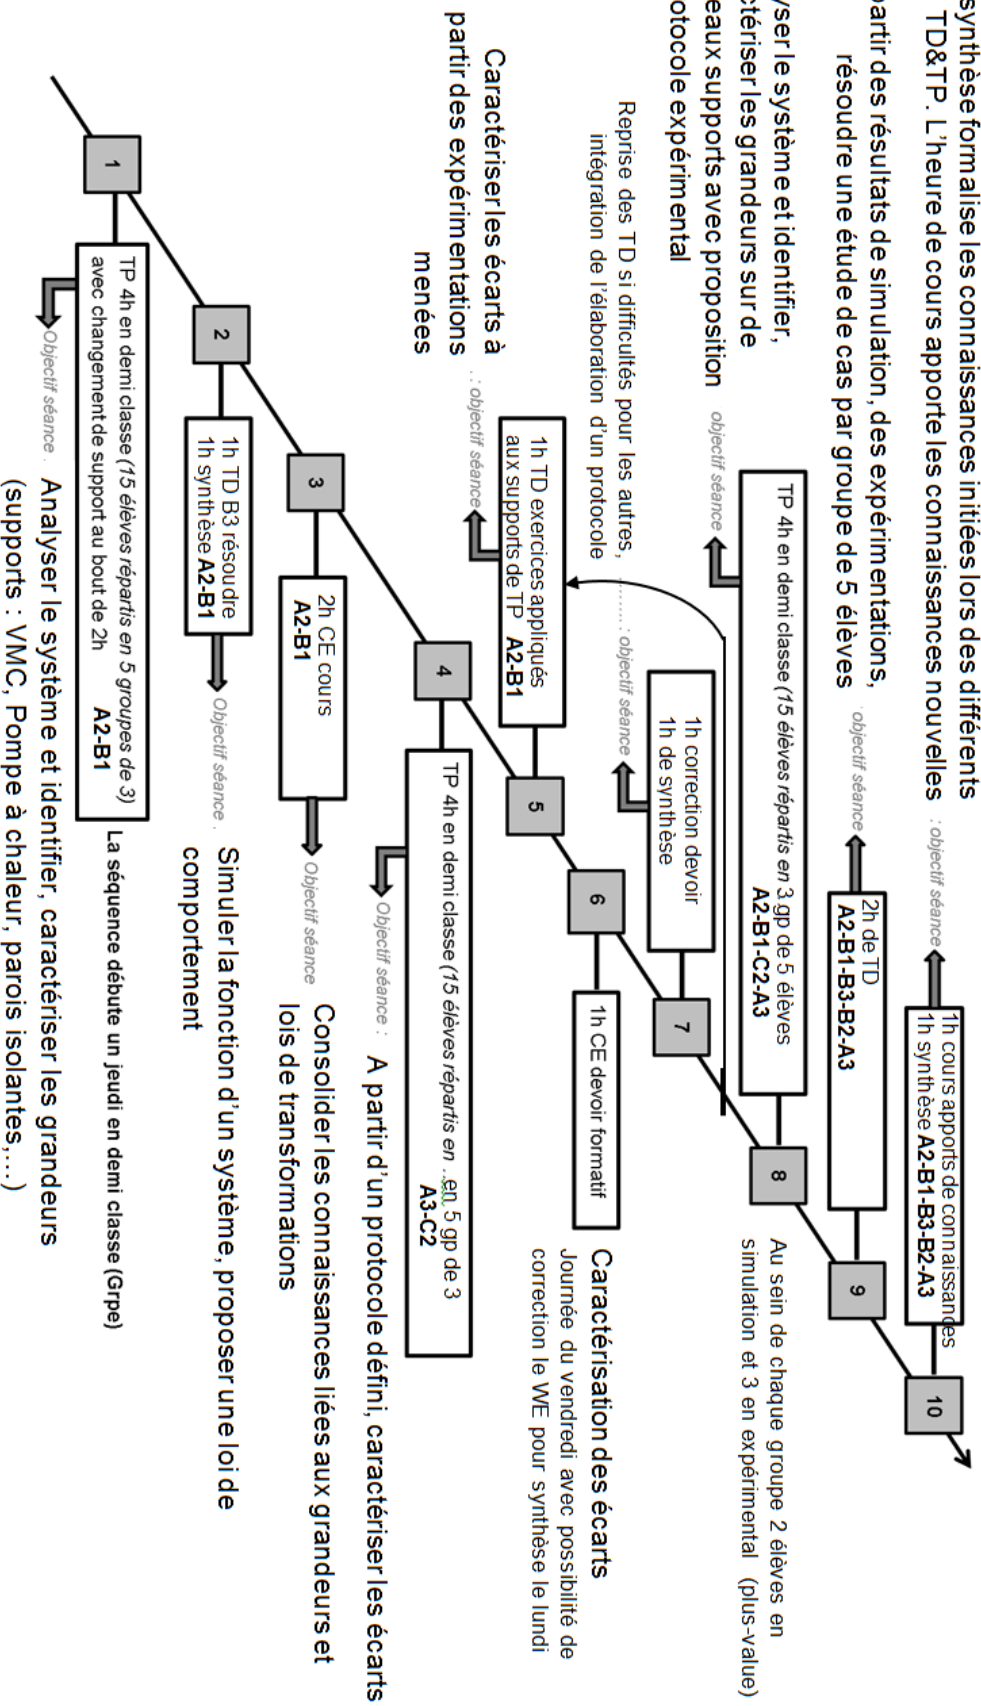 synthèse formalise les connaissances initiées lors des différents
TD&TP. L'heure de cours apporte les connaissances nouvelles
: objectif séance
1h cours apports de connaissances
1h synthèse A2-B1-B3-B2-A3
10
partir des résultats de simulation, des expérimentations,
résoudre une étude de cas par groupe de 5 élèves
objectif séance
2h de TD
A2-B1-B3-B2-A3
9
yser le système et identifier,
ctériser les grandeurs sur de
eaux supports avec proposition
otocole expérimental
objectif séance
TP 4h en demi classe (15 élèves répartis en 3 gp de 5 élèves
A2-B1-C2-A3
8
Au sein de chaque groupe 2 élèves en
simulation et 3 en expérimental (plus-value)
Reprise des TD si difficultés pour les autres,
intégration de l'élaboration d'un protocole
........: objectif séance
1h correction devoir
1h de synthèse
7
6
1h CE devoir formatif
Caractérisation des écarts
Journée du vendredi avec possibilité de
correction le WE pour synthèse le lundi
Caractériser les écarts à
partir des expérimentations
menées
..: objectif séance
1h TD exercices appliqués
aux supports de TP A2-B1
5
4
TP 4h en demi classe (15 élèves répartis en ...en 5 gp de 3
A3-C2
Objectif séance :
A partir d'un protocole défini, caractériser les écarts
3
2h CE cours
A2-B1
Objectif séance
Consolider les connaissances liées aux grandeurs et
lois de transformations
2
1h TD B3 résoudre
1h synthèse A2-B1
Objectif séance .
Simuler la fonction d'un système, proposer une loi de
comportement
1
TP 4h en demi classe (15 élèves répartis en 5 groupes de 3)
avec changement de support au bout de 2h A2-B1
La séquence débute un jeudi en demi classe (Grpe)
Objectif séance .
Analyser le système et identifier, caractériser les grandeurs
(supports : VMC, Pompe à chaleur, parois isolantes,...)